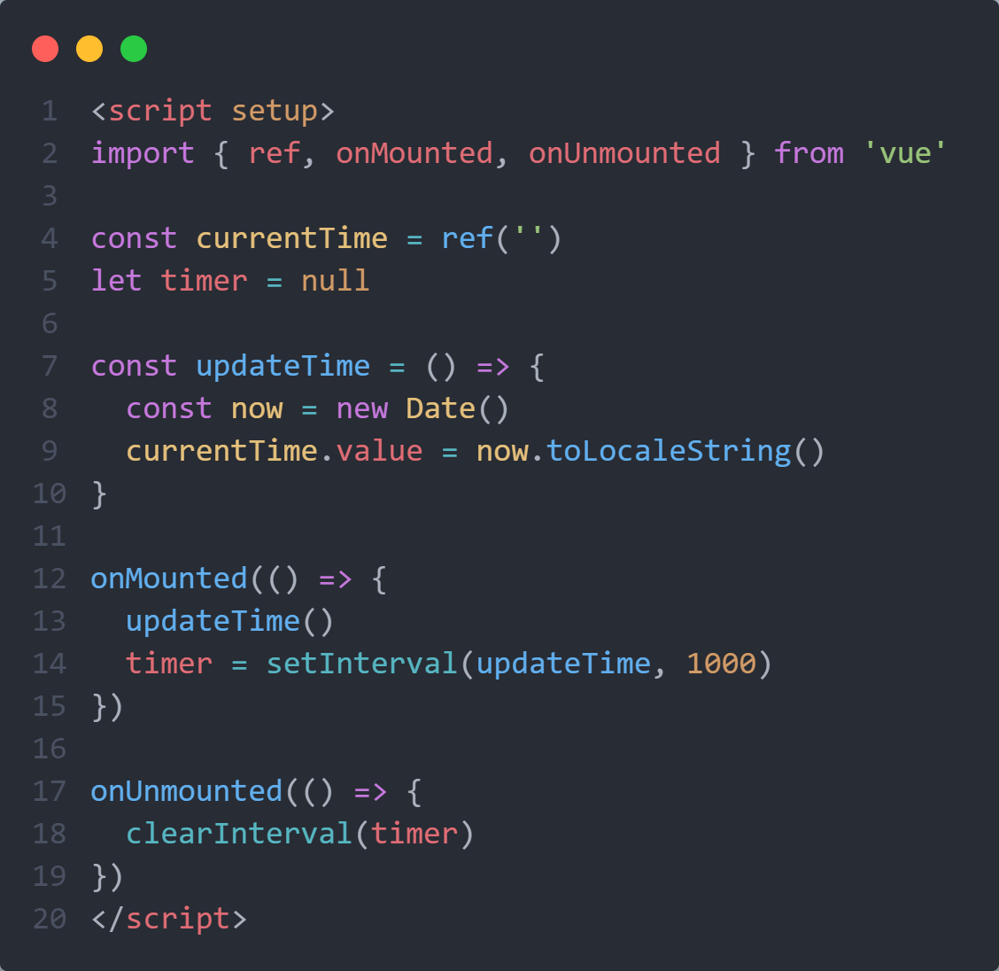 1 <script setup>
2 import { ref, onMounted, onUnmounted } from 'vue'
3
4 const currentTime = ref('')
5 let timer = null
6
7 const updateTime = () => {
8   const now = new Date()
9   currentTime.value = now.toLocaleString()
10 }
11
12 onMounted(() => {
13   updateTime()
14   timer = setInterval(updateTime, 1000)
15 })
16
17 onUnmounted(() => {
18   clearInterval(timer)
19 })
20 </script>